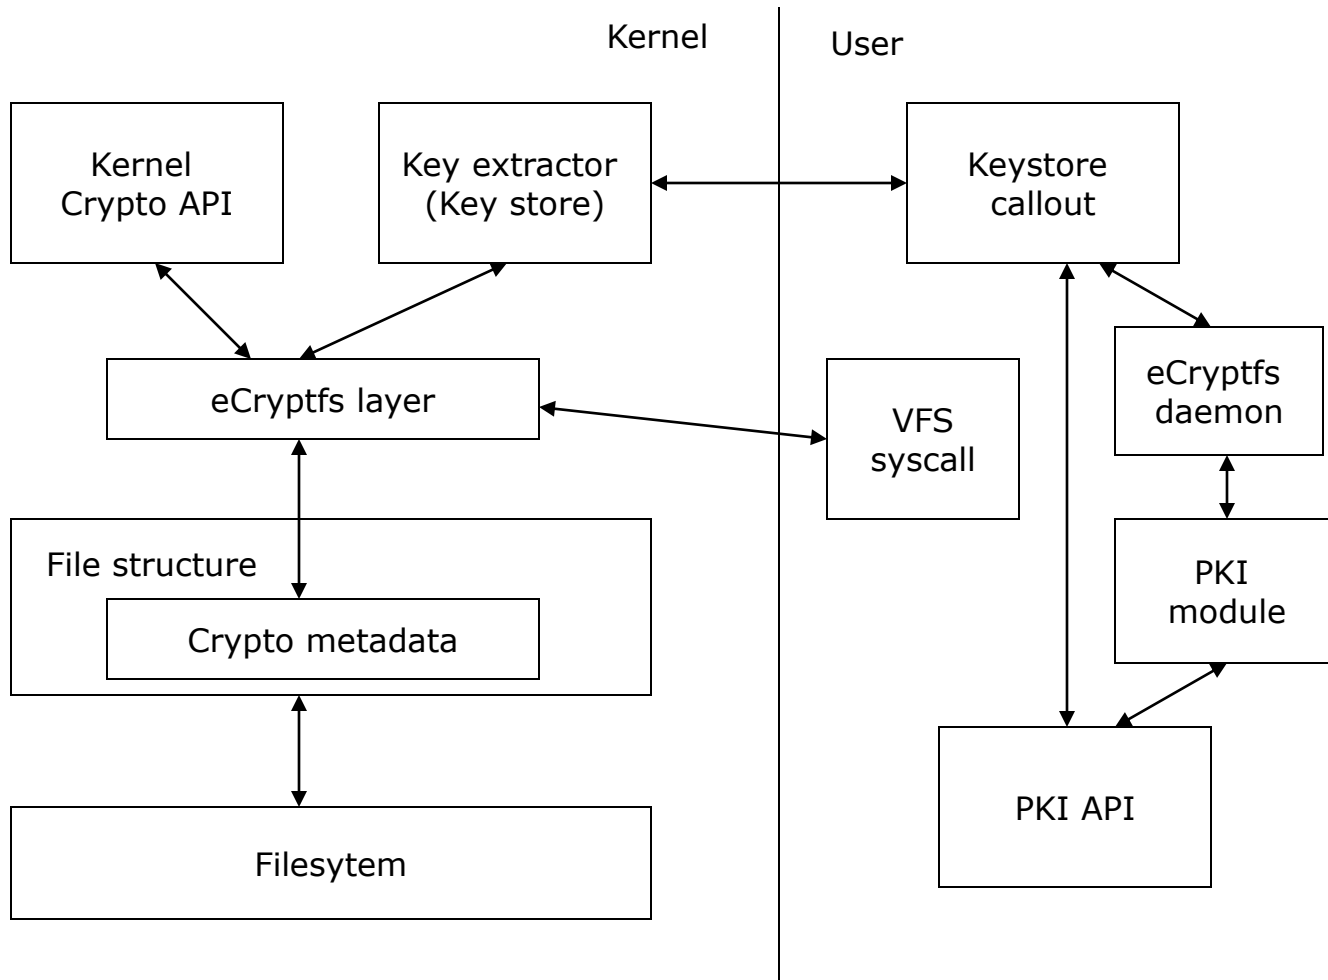 Kernel
User
Kernel
Crypto API
Key extractor
(Key store)
Keystore
callout
eCryptfs layer
VFS
syscall
eCryptfs
daemon
File structure
Crypto metadata
PKI
module
Filesytem
PKI API